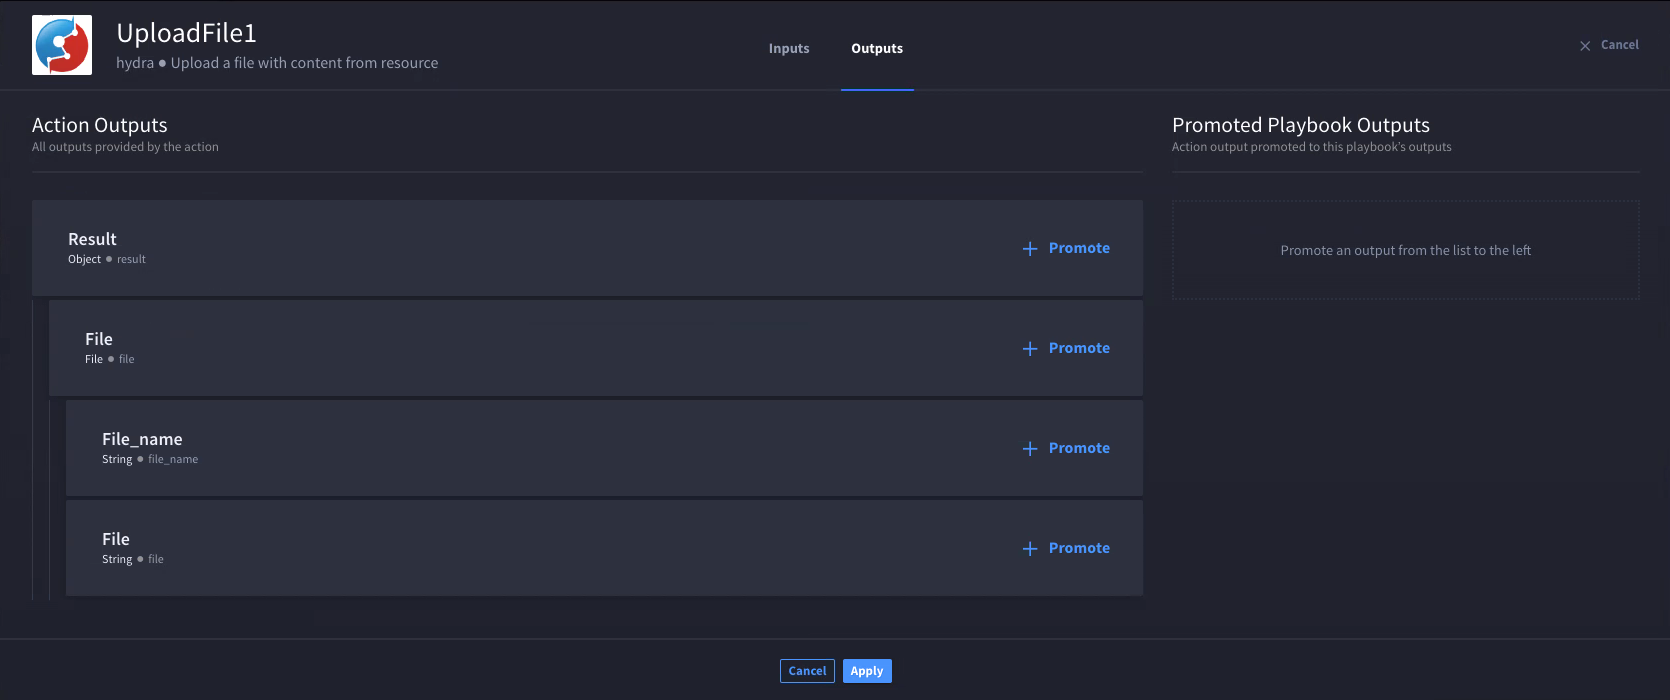 UploadFile1
hydra ● Upload a file with content from resource
Inputs
Outputs
Cancel
Action Outputs
All outputs provided by the action
Promoted Playbook Outputs
Action output promoted to this playbook's outputs
Result
Object ● result
Promote
Promote an output from the list to the left
File
File ● file
Promote
File_name
String ● file_name
Promote
File
String ● file
Promote
Cancel
Apply